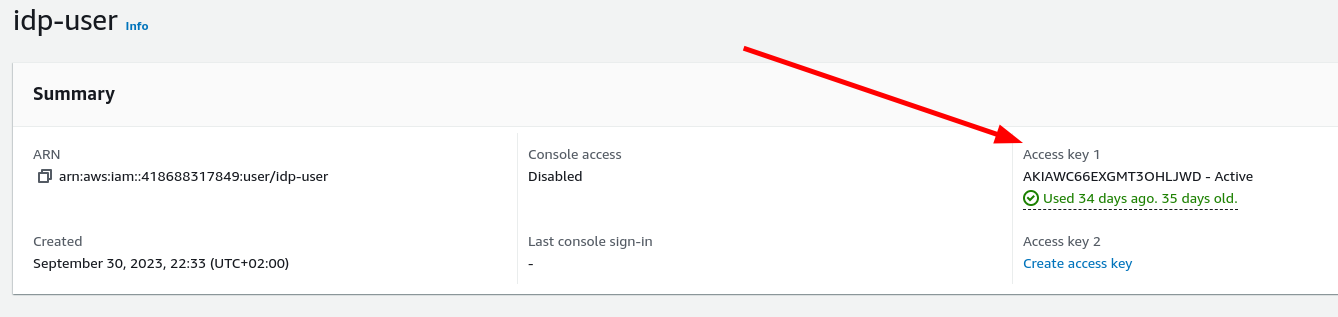 idp-user Info
Summary
ARN
arn:aws:iam::418688317849:user/idp-user
Console access
Disabled
Access key 1
AKIAWC66EXGMT3OHLJWD - Active
Used 34 days ago. 35 days old.
Created
September 30, 2023, 22:33 (UTC+02:00)
Last console sign-in
-
Access key 2
Create access key